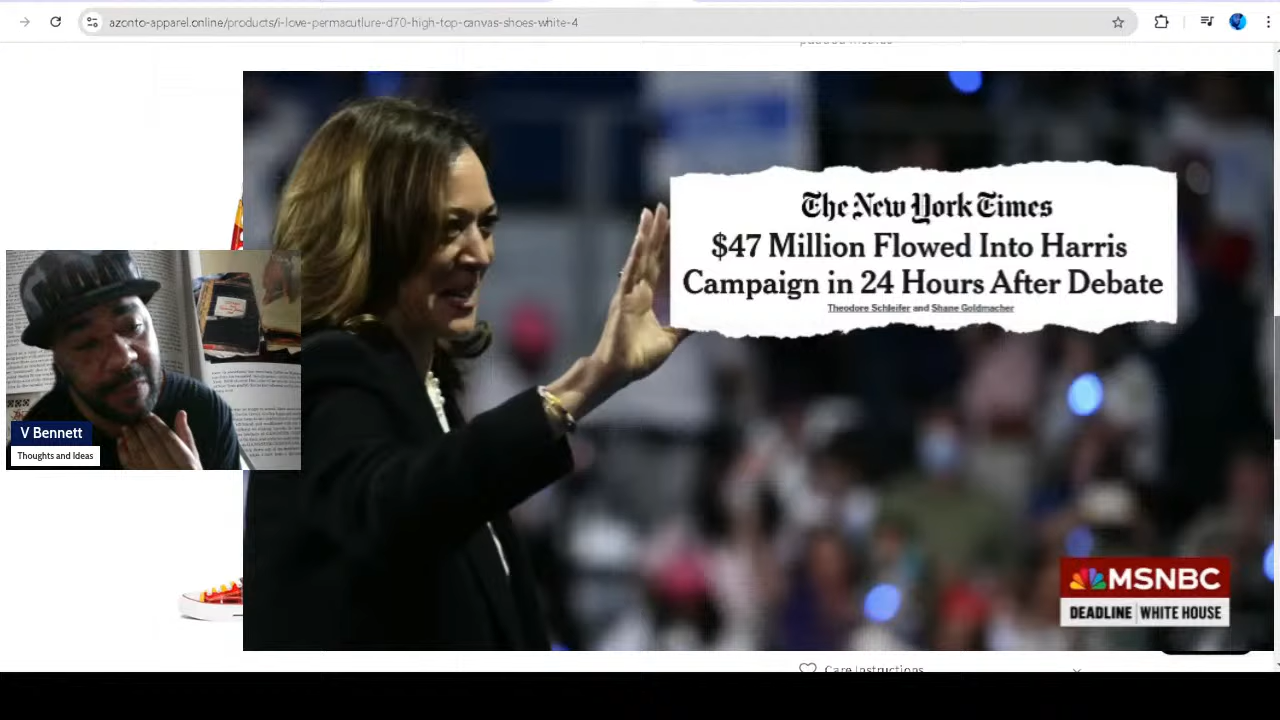 azonto-apparel.online/products/i-love-permacutlure-d70-high-top-canvas-shoes-white-4
The New York Times
$47 Million Flowed Into Harris
Campaign in 24 Hours After Debate
Theodore Schleifer and Shane Goldmacher
V Bennett
Thoughts and Ideas
MSNBC
DEADLINE | WHITE HOUSE
Care Instructions